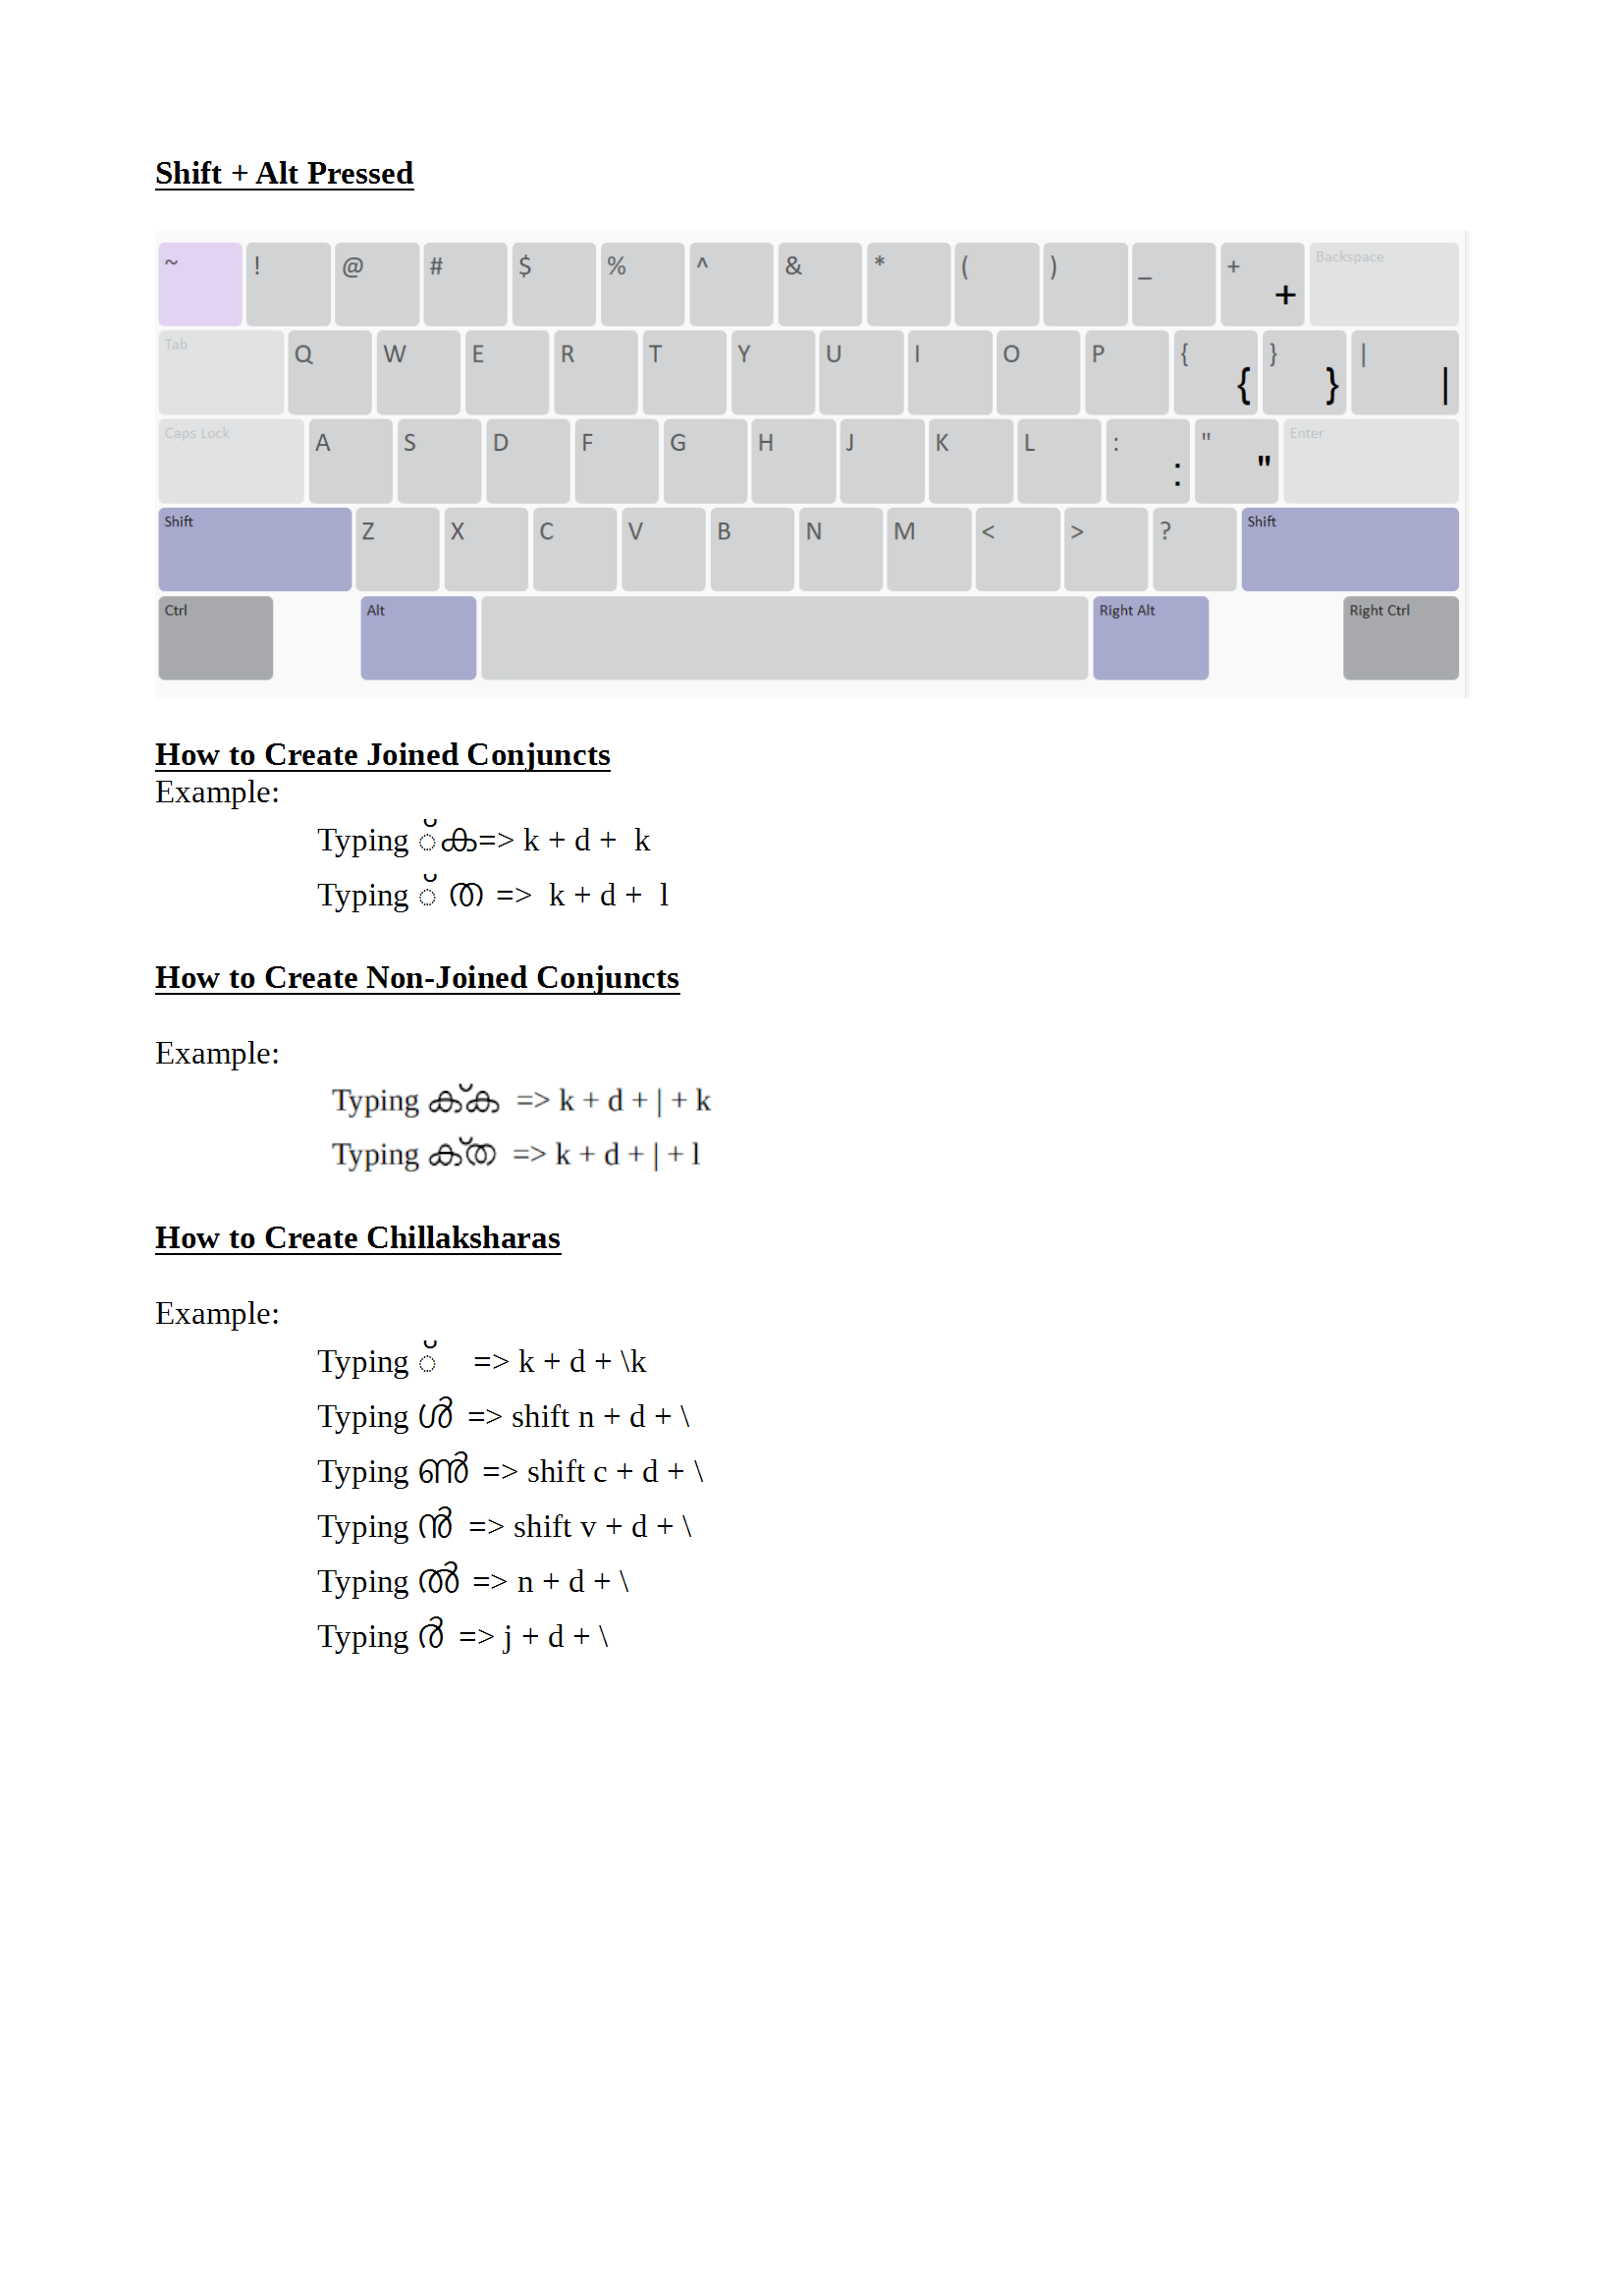 Shift + Alt Pressed
~ ! @ # $ % ^ & * ( ) _ + + Backspace
Tab Q W E R T Y U I O P { { } } | |
Caps Lock A S D F G H J K L : : " " Enter
Shift Z X C V B N M < > ? Shift
Ctrl Alt Right Alt Right Ctrl
How to Create Joined Conjuncts
Example:
Typing ്ക=> k + d + k
Typing ് ത => k + d + l
How to Create Non-Joined Conjuncts
Example:
Typing ക്‌ക => k + d + | + k
Typing ക്‌ത => k + d + | + l
How to Create Chillaksharas
Example:
Typing ് => k + d + \k
Typing ൾ => shift n + d + \
Typing ൺ => shift c + d + \
Typing ൻ => shift v + d + \
Typing ൽ => n + d + \
Typing ർ => j + d + \